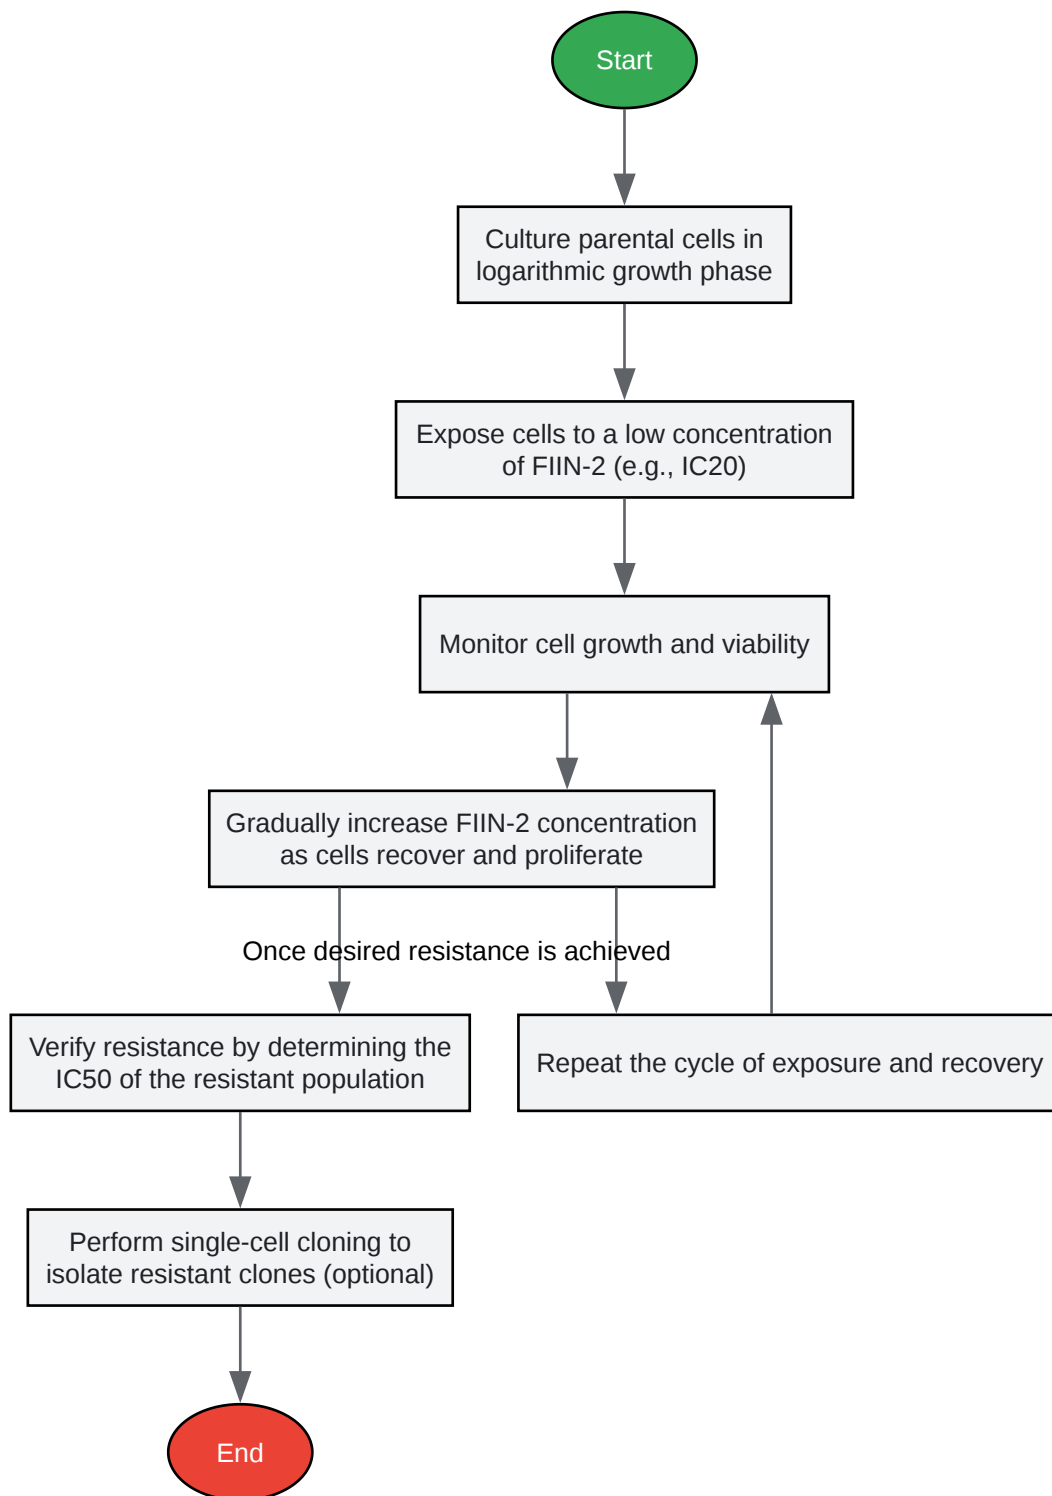 Start
Culture parental cells in
logarithmic growth phase
Expose cells to a low concentration
of FIIN-2 (e.g., IC20)
Monitor cell growth and viability
Gradually increase FIIN-2 concentration
as cells recover and proliferate
Once desired resistance is achieved
Verify resistance by determining the
IC50 of the resistant population
Repeat the cycle of exposure and recovery
Perform single-cell cloning to
isolate resistant clones (optional)
End